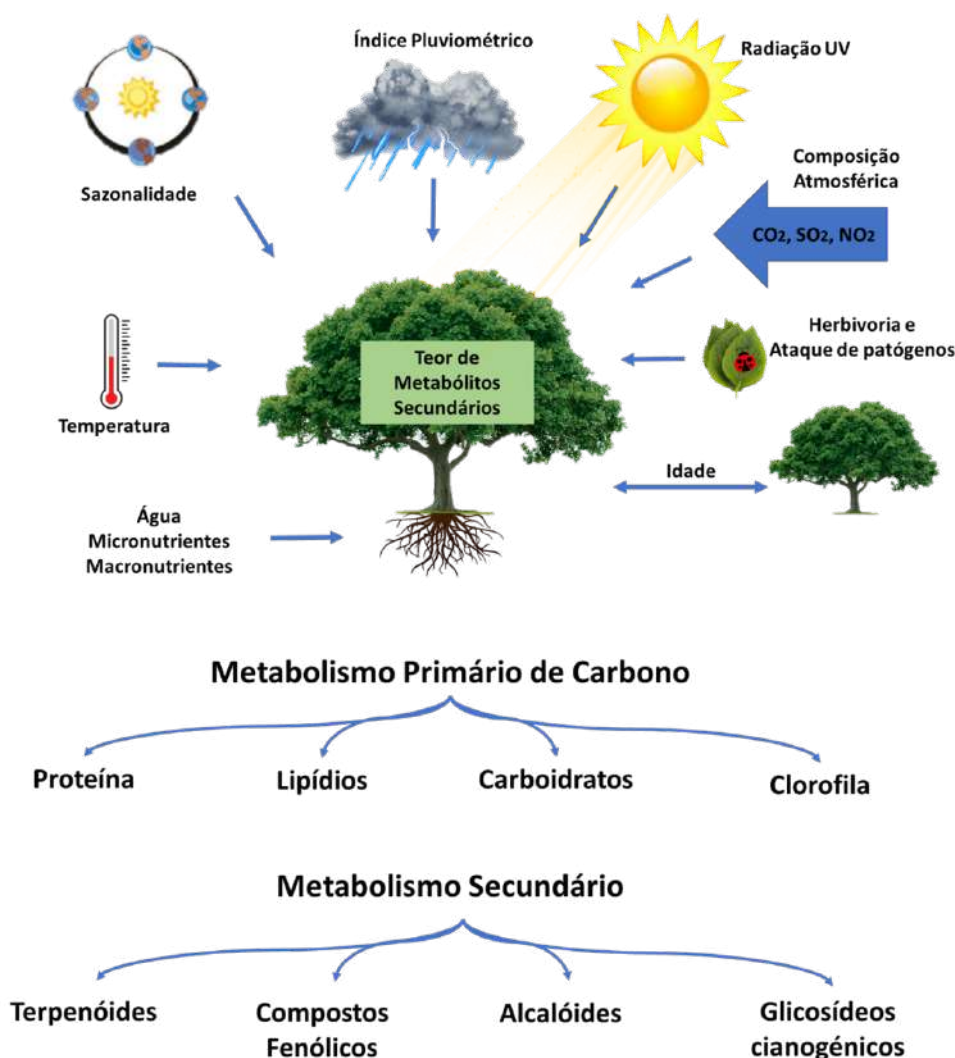 Índice Pluviométrico
Radiação UV
Sazonalidade
Composição
Atmosférica
CO2, SO2, NO2
Temperatura
Teor de
Metabólitos
Secundários
Herbivoria e
Ataque de patógenos
Idade
Água
Micronutrientes
Macronutrientes
Metabolismo Primário de Carbono
Proteína
Lipídios
Carboidratos
Clorofila
Metabolismo Secundário
Terpenóides
Compostos
Fenólicos
Alcalóides
Glicosídeos
cianogénicos